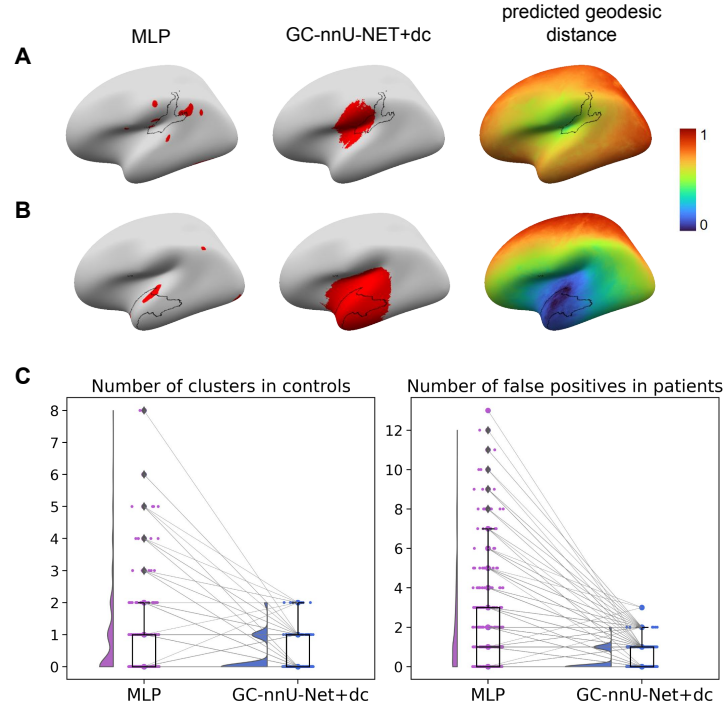 predicted geodesic
MLP GC-nnU-NET+dc distance
A
1
0
B
C
Number of clusters in controls
8
7
6
5
4
3
2
1
0
MLP GC-nnU-Net+dc
Number of false positives in patients
12
10
8
6
4
2
0
MLP GC-nnU-Net+dc